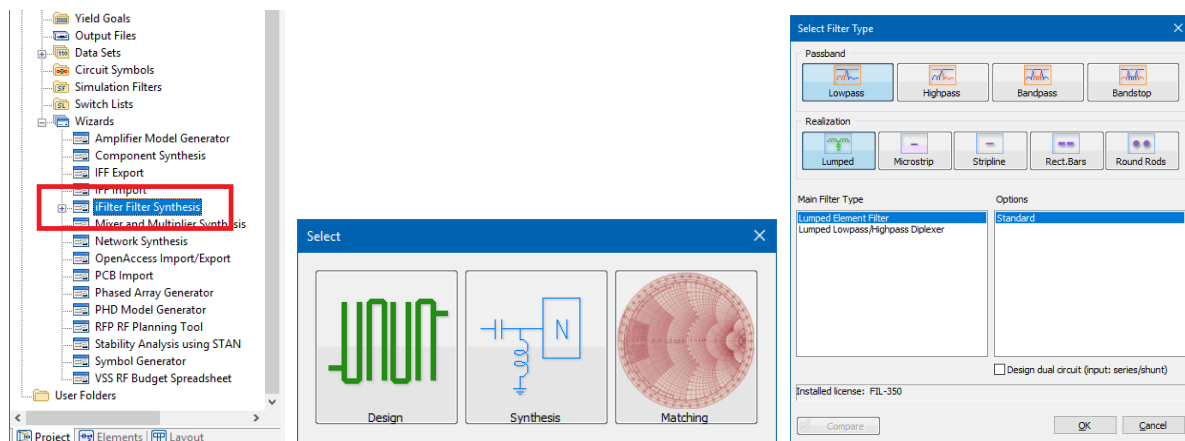 Yield Goals
Output Files
Data Sets
Circuit Symbols
Simulation Filters
Switch Lists
Wizards
Amplifier Model Generator
Component Synthesis
IFF Export
IFF Import
iFilter Filter Synthesis
Mixer and Multiplier Synthesis
Network Synthesis
OpenAccess Import/Export
PCB Import
Phased Array Generator
PHD Model Generator
RFP RF Planning Tool
Stability Analysis using STAN
Symbol Generator
VSS RF Budget Spreadsheet
User Folders
Project Elements Layout
Select
N
Design Synthesis Matching
Select Filter Type
Passband
Lowpass Highpass Bandpass Bandstop
Realization
Lumped Microstrip Stripline Rect.Bars Round Rods
Main Filter Type Options
Lumped Element Filter Standard
Lumped Lowpass/Highpass Diplexer
Design dual circuit (input: series/shunt)
Installed license: FIL-350
Compare OK Cancel